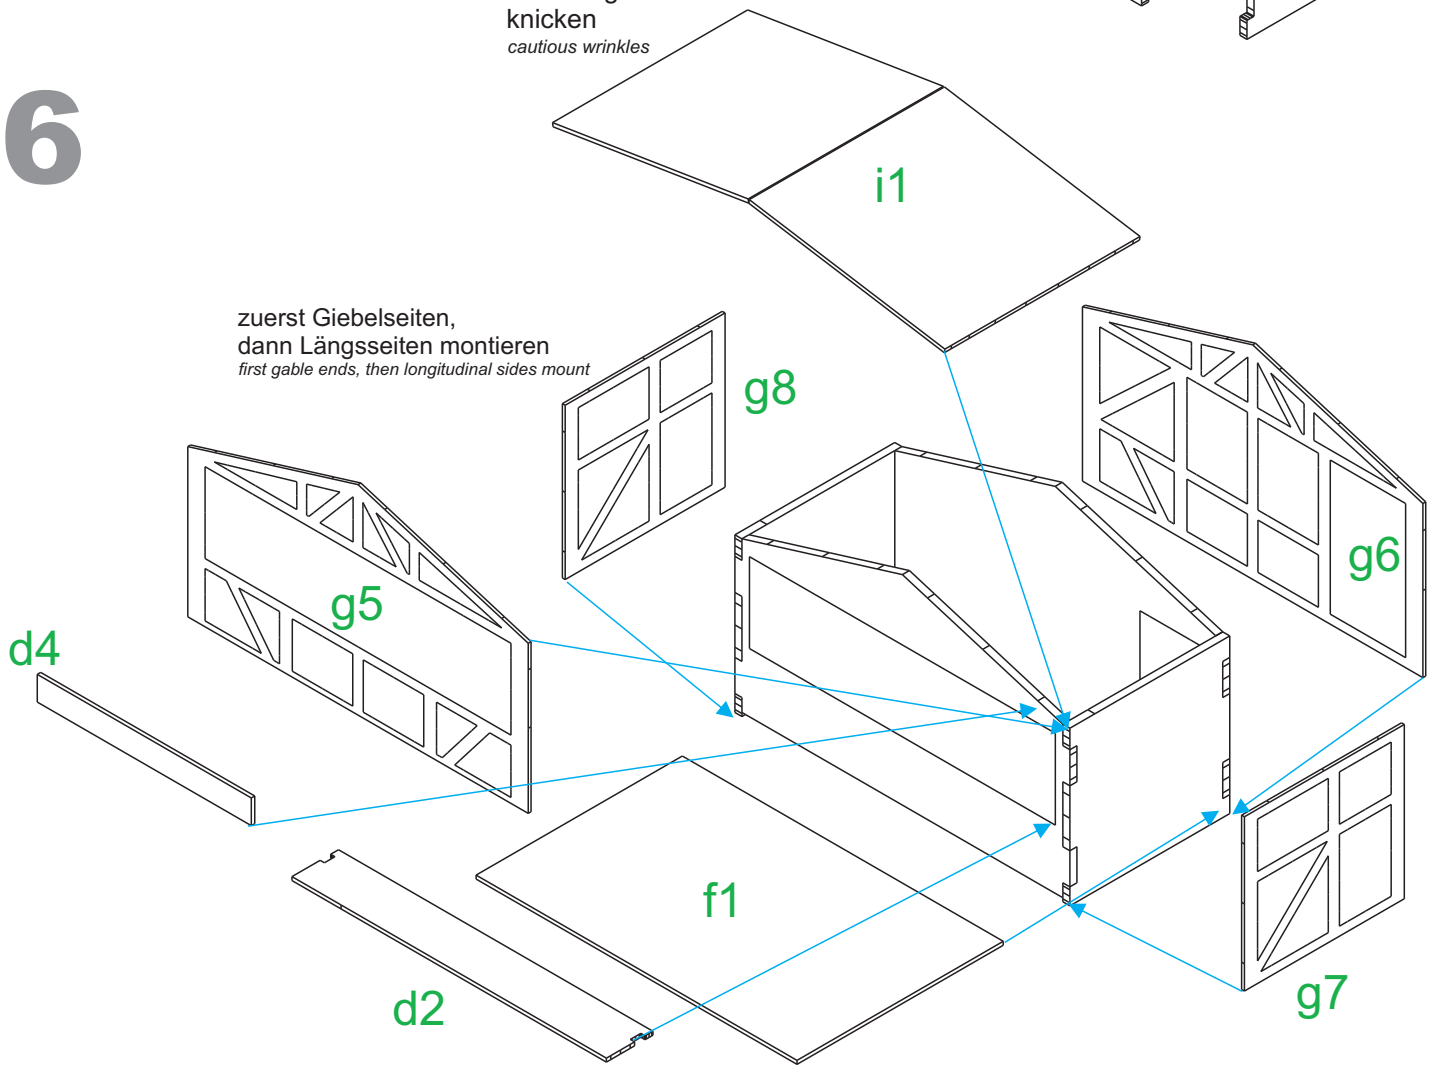 knicken
cautious wrinkles
6
i1
zuerst Giebelseiten,
dann Längsseiten montieren
first gable ends, then longitudinal sides mount
g8
g6
g5
d4
f1
d2
g7